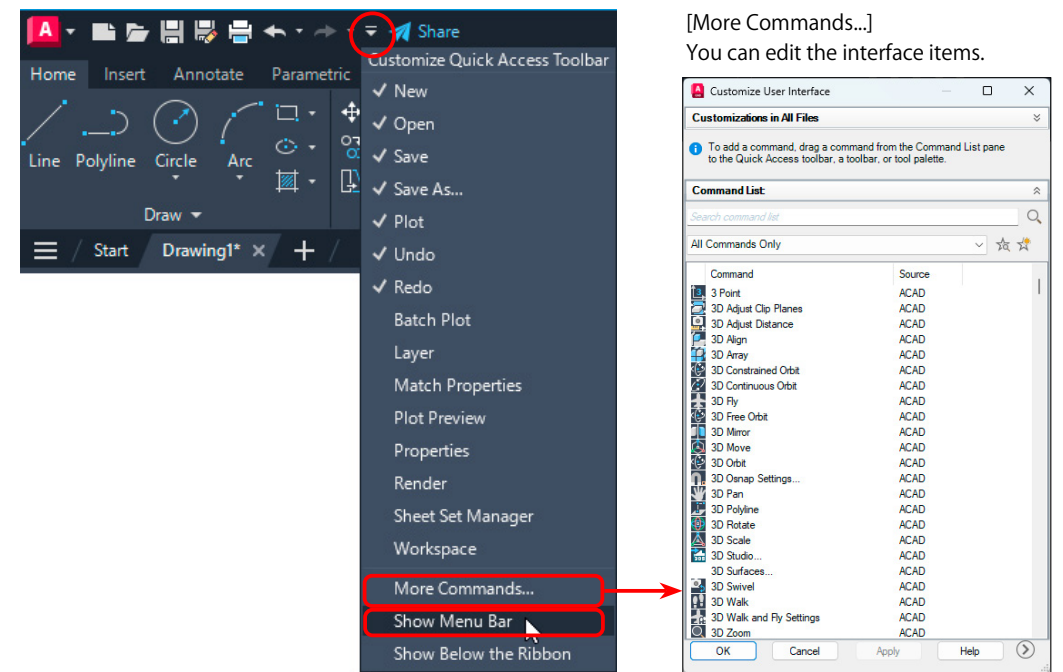 A
Share
Home Insert Annotate Parametric
Line Polyline Circle Arc
Draw
Start Drawing1*
Customize Quick Access Toolbar
New
Open
Save
Save As...
Plot
Undo
Redo
Batch Plot
Layer
Match Properties
Plot Preview
Properties
Render
Sheet Set Manager
Workspace
More Commands...
Show Menu Bar
Show Below the Ribbon
[More Commands...]
You can edit the interface items.
Customize User Interface
Customizations in All Files
To add a command, drag a command from the Command List pane
to the Quick Access toolbar, a toolbar, or tool palette.
Command List:
Search command list
All Commands Only
Command Source
3 Point ACAD
3D Adjust Clip Planes ACAD
3D Adjust Distance ACAD
3D Align ACAD
3D Array ACAD
3D Constrained Orbit ACAD
3D Continuous Orbit ACAD
3D Fly ACAD
3D Free Orbit ACAD
3D Mirror ACAD
3D Move ACAD
3D Orbit ACAD
3D Osnap Settings... ACAD
3D Pan ACAD
3D Polyline ACAD
3D Rotate ACAD
3D Scale ACAD
3D Studio... ACAD
3D Surfaces... ACAD
3D Swivel ACAD
3D Walk ACAD
3D Walk and Fly Settings ACAD
3D Zoom ACAD
OK Cancel Apply Help